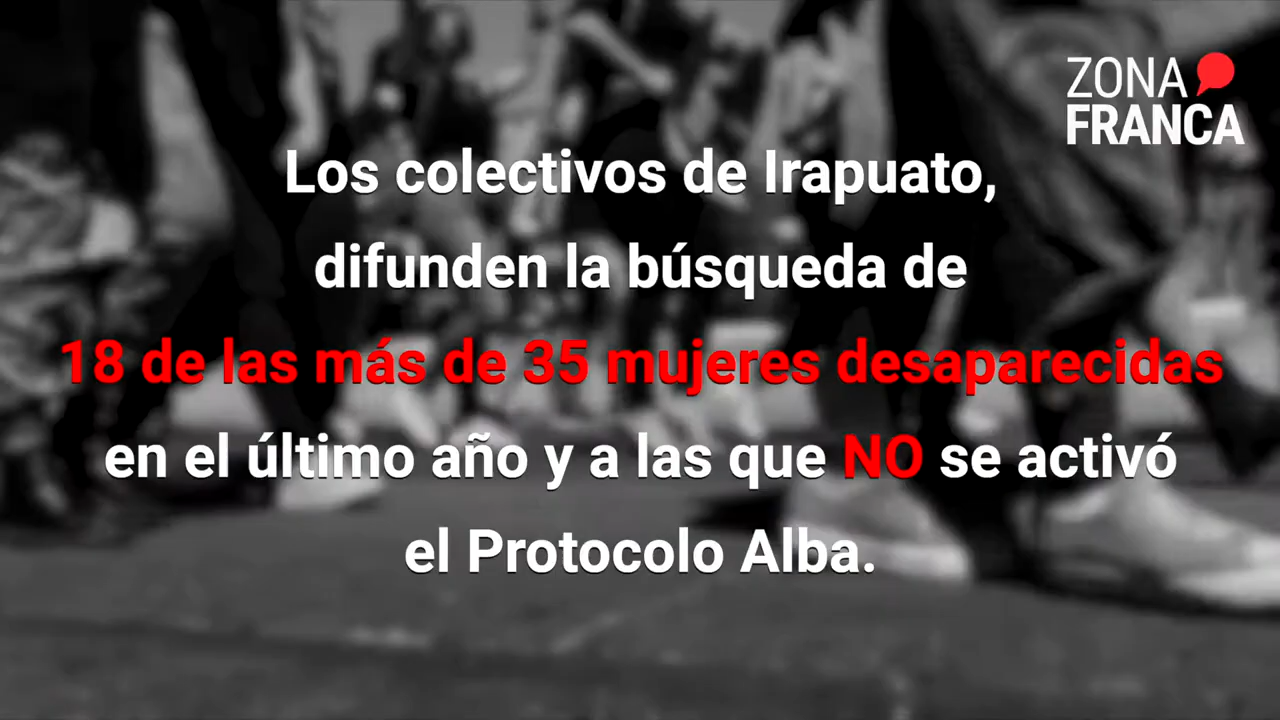 ZONA
FRANCA
Los colectivos de Irapuato,
difunden la búsqueda de
18 de las más de 35 mujeres desaparecidas
en el último año y a las que NO se activó
el Protocolo Alba.